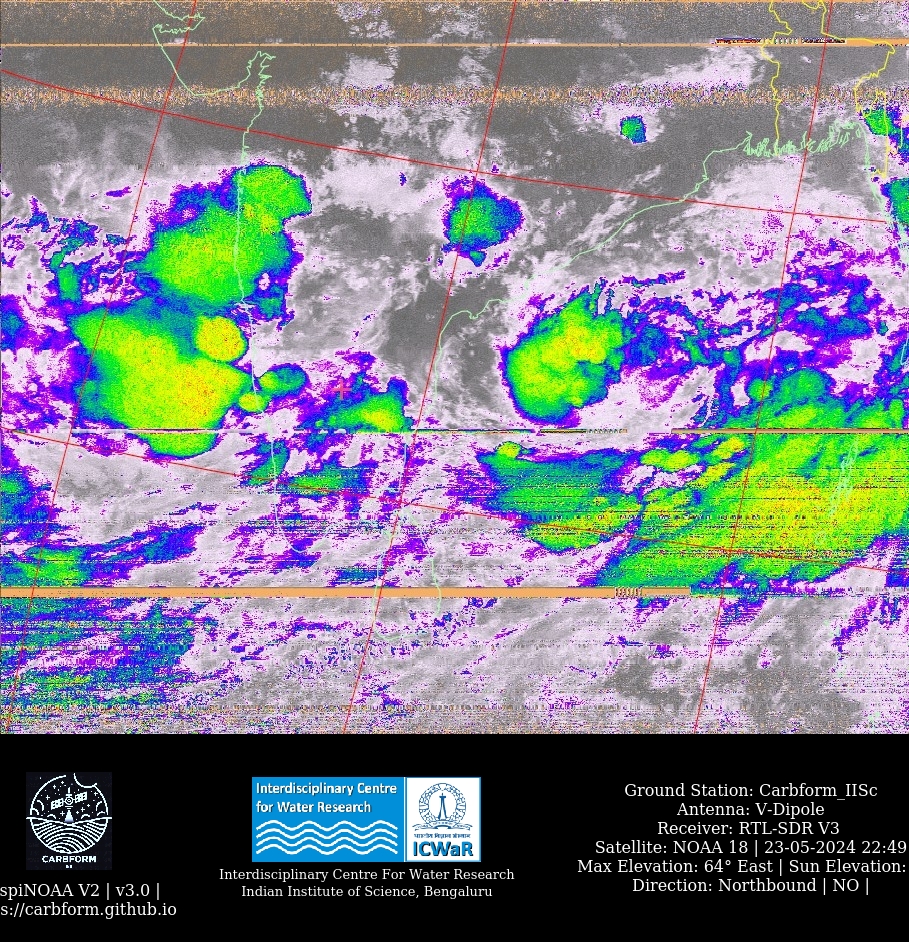 CARBFORM
spiNOAA V2 | v3.0 |
s://carbform.github.io
Interdisciplinary Centre
for Water Research
ICWaR
Interdisciplinary Centre For Water Research
Indian Institute of Science, Bengaluru
Ground Station: Carbform_IISc
Antenna: V-Dipole
Receiver: RTL-SDR V3
Satellite: NOAA 18 | 23-05-2024 22:49
Max Elevation: 64° East | Sun Elevation:
Direction: Northbound | NO |